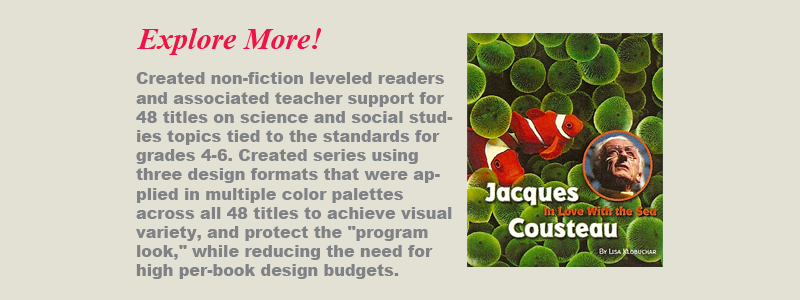 Explore More!
Created non-fiction leveled readers
and associated teacher support for
48 titles on science and social stud-
ies topics tied to the standards for
grades 4-6. Created series using
three design formats that were ap-
plied in multiple color palettes
across all 48 titles to achieve visual
variety, and protect the "program
look," while reducing the need for
high per-book design budgets.
Jacques
In Love With the Sea
Cousteau
By Lisa Klobuchar